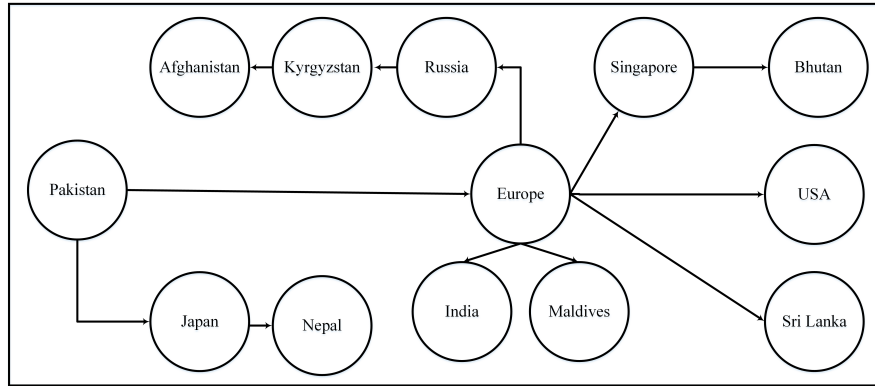 Afghanistan
Kyrgyzstan
Russia
Singapore
Bhutan
Pakistan
Europe
USA
Japan
Nepal
India
Maldives
Sri Lanka